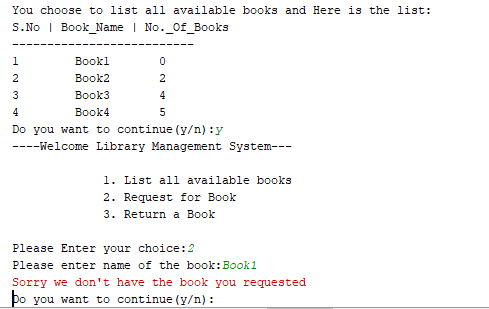 You choose to list all available books and Here is the list:
S.No | Book_Name | No._Of_Books
--------------------------
1 Book1 0
2 Book2 2
3 Book3 4
4 Book4 5
Do you want to continue(y/n):y
----Welcome Library Management System---
1. List all available books
2. Request for Book
3. Return a Book
Please Enter your choice:2
Please enter name of the book:Book1
Sorry we don't have the book you requested
Do you want to continue(y/n):